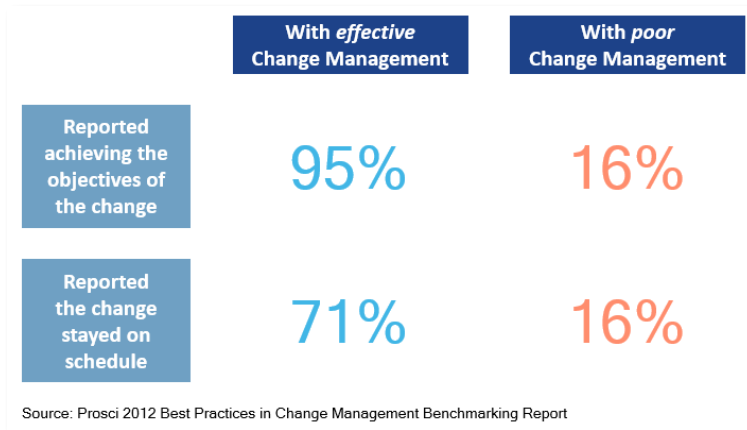 With effective
Change Management
With poor
Change Management
Reported
achieving the
objectives of
the change
95%
16%
Reported
the change
stayed on
schedule
71%
16%
Source: Prosci 2012 Best Practices in Change Management Benchmarking Report